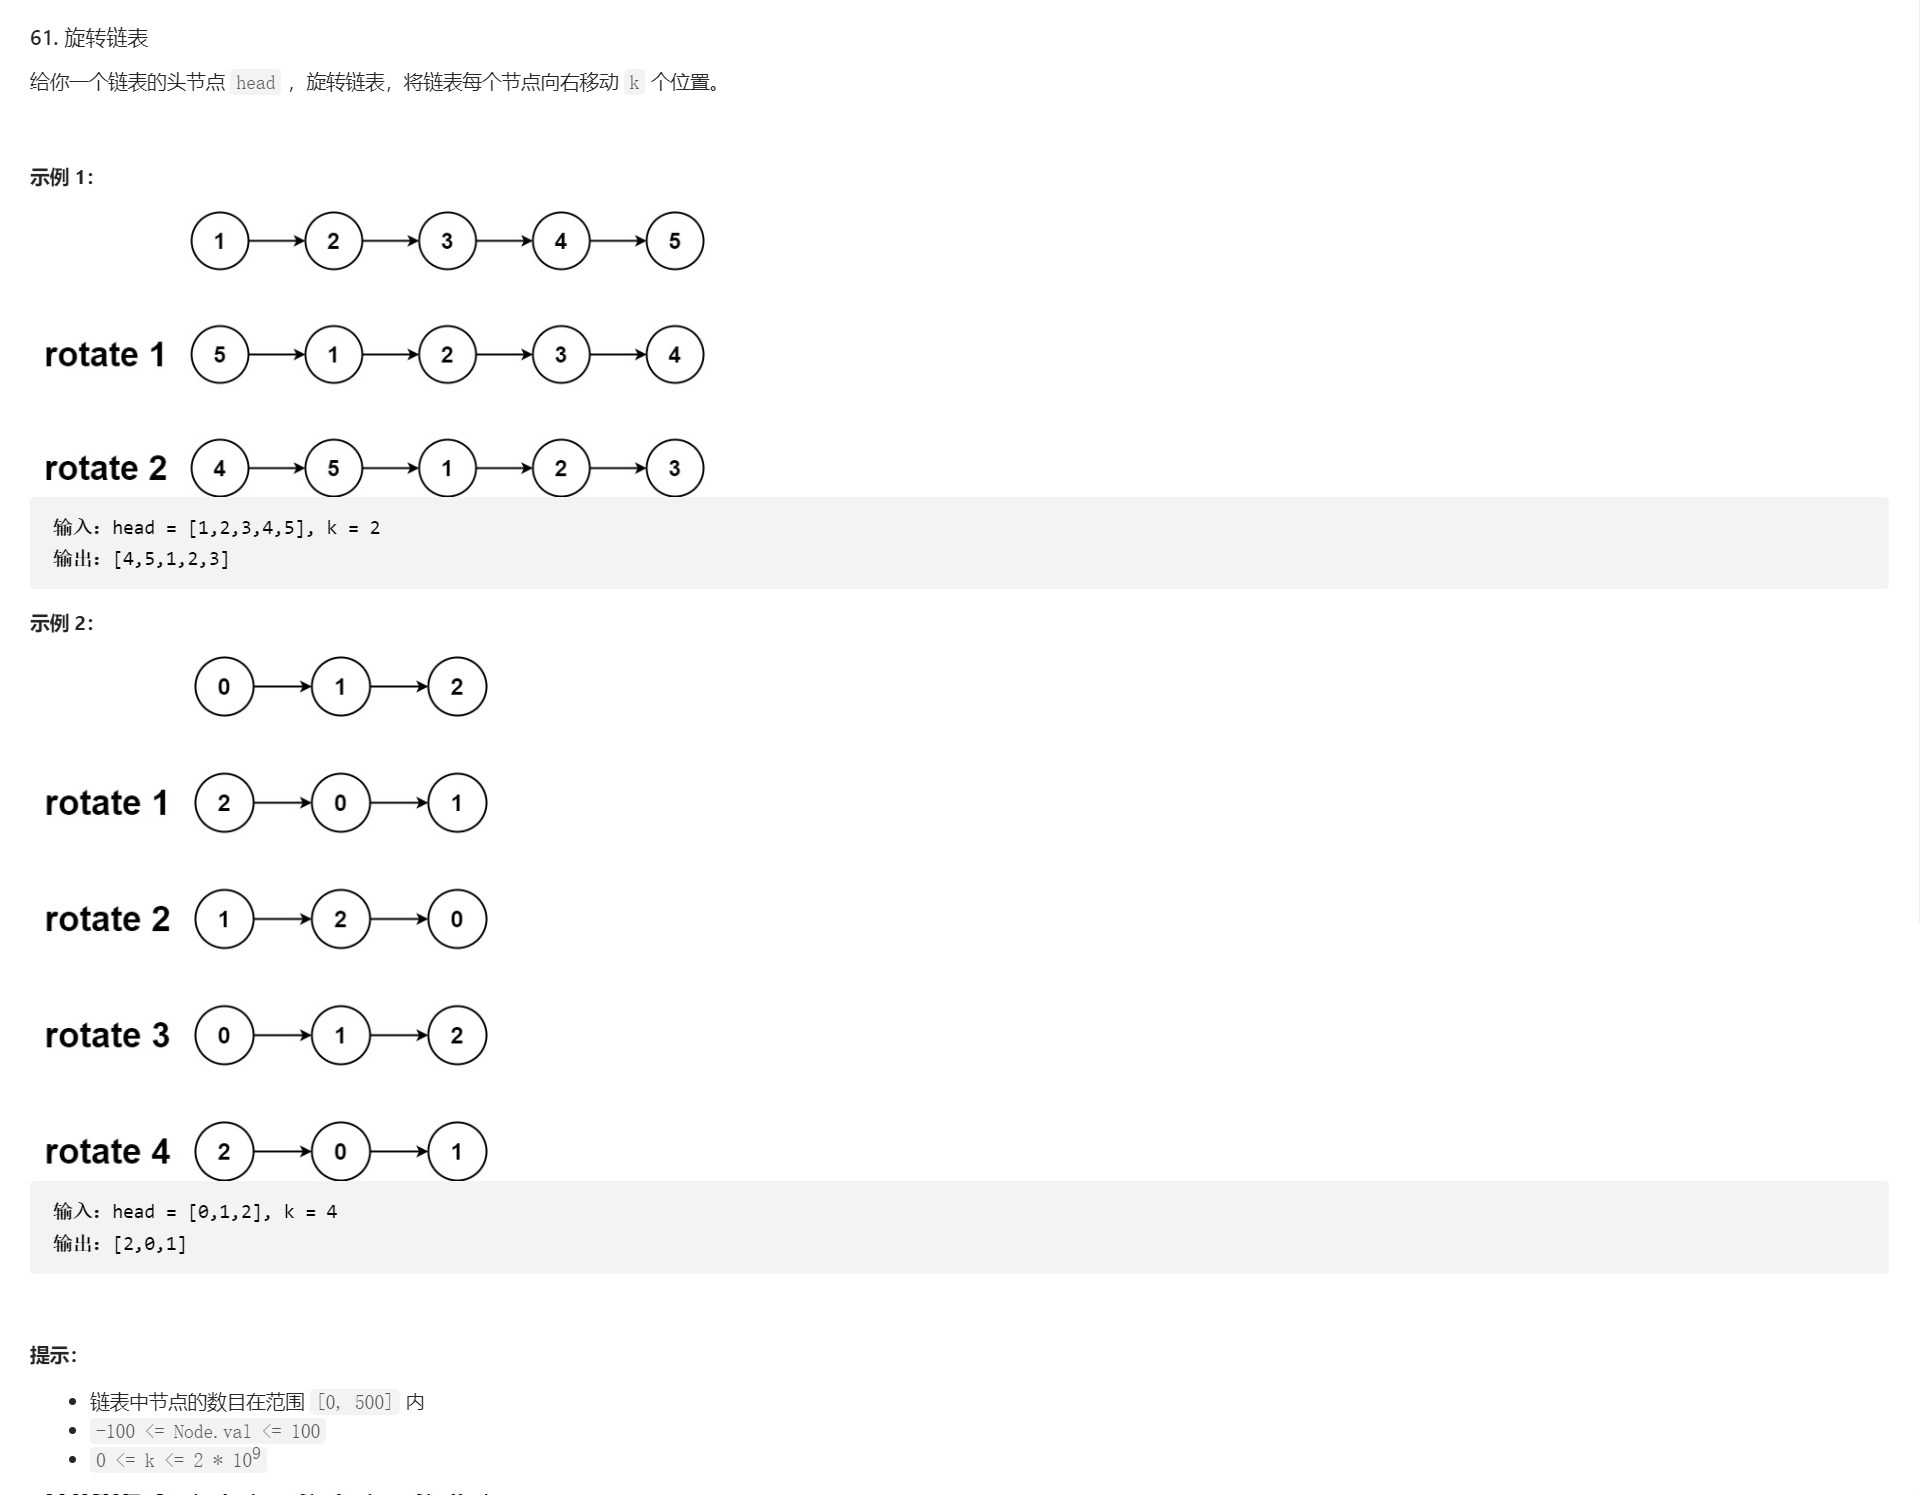 61. 旋转链表
给你一个链表的头节点 head ，旋转链表，将链表每个节点向右移动 k 个位置。
示例 1：
1 2 3 4 5
rotate 1 5 1 2 3 4
rotate 2 4 5 1 2 3
输入：head = [1,2,3,4,5], k = 2
输出：[4,5,1,2,3]
示例 2：
0 1 2
rotate 1 2 0 1
rotate 2 1 2 0
rotate 3 0 1 2
rotate 4 2 0 1
输入：head = [0,1,2], k = 4
输出：[2,0,1]
提示：
• 链表中节点的数目在范围 [0, 500] 内
• -100 <= Node.val <= 100
• 0 <= k <= 2 * 10⁹